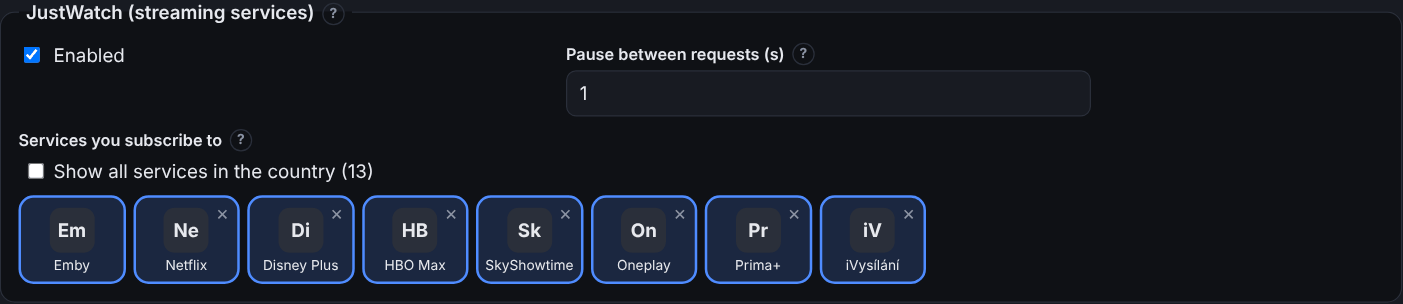 JustWatch (streaming services) ?
Enabled
Pause between requests (s) ?
1
Services you subscribe to ?
Show all services in the country (13)
Em Ne × Di × HB × Sk × On × Pr × iV ×
Emby Netflix Disney Plus HBO Max SkyShowtime Oneplay Prima+ iVysílání